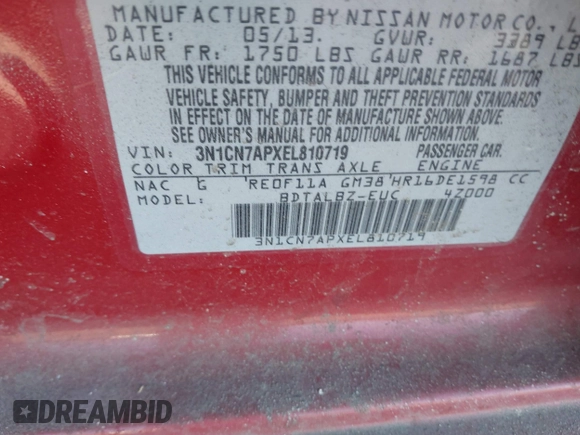 MANUFACTURED BY NISSAN MOTOR CO., L
DATE: 05/13. GVWR: 3389 LB
GAWR FR: 1750 LBS GAWR RR: 1687 LBS
THIS VEHICLE CONFORMS TO ALL APPLICABLE FEDERAL MOTOR
VEHICLE SAFETY, BUMPER AND THEFT PREVENTION STANDARDS
IN EFFECT ON THE DATE OF MANUFACTURE SHOWN ABOVE.
SEE OWNER'S MANUAL FOR ADDITIONAL INFORMATION.
VIN: 3N1CN7APXEL810719 PASSENGER CAR.
COLOR TRIM TRANS AXLE ENGINE
NAC G RE0F11A GM38 HR16DE1598 CC
MODEL: BDTALBZ-EUC 42000
3N1CN7APXEL810719
DREAMBID